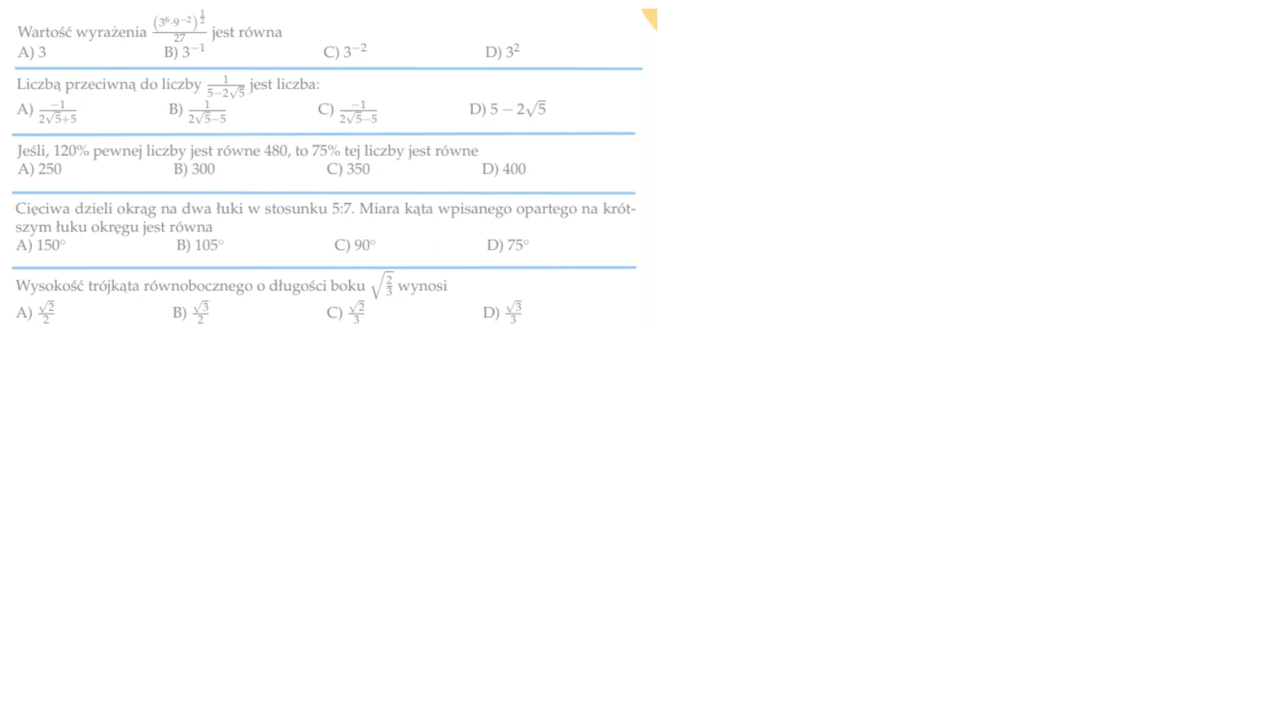 Wartość wyrażenia (3⁶·9⁻²)^½/27 jest równa
A) 3 B) 3⁻¹ C) 3⁻² D) 3²
Liczbą przeciwną do liczby 1/(5−2√5) jest liczba:
A) −1/(2√5+5) B) 1/(2√5−5) C) −1/(2√5−5) D) 5 − 2√5
Jeśli, 120% pewnej liczby jest równe 480, to 75% tej liczby jest równe
A) 250 B) 300 C) 350 D) 400
Cięciwa dzieli okrąg na dwa łuki w stosunku 5:7. Miara kąta wpisanego opartego na krót-
szym łuku okręgu jest równa
A) 150° B) 105° C) 90° D) 75°
Wysokość trójkąta równobocznego o długości boku √(2/3) wynosi
A) √2/2 B) √3/2 C) √2/3 D) √3/3